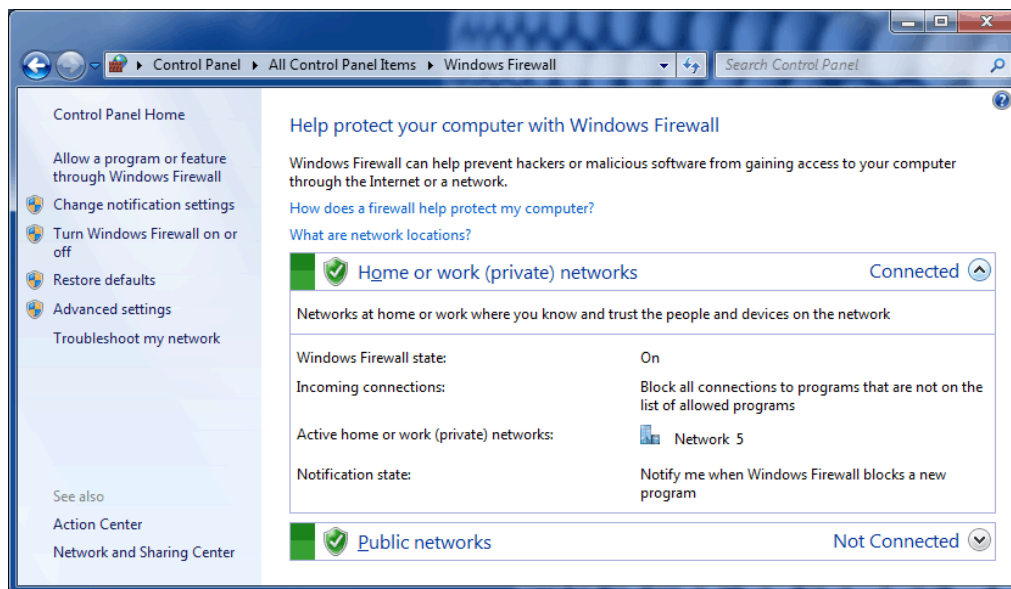 Control Panel ▸ All Control Panel Items ▸ Windows Firewall
Search Control Panel
Control Panel Home
Allow a program or feature
through Windows Firewall
Change notification settings
Turn Windows Firewall on or
off
Restore defaults
Advanced settings
Troubleshoot my network
See also
Action Center
Network and Sharing Center
Help protect your computer with Windows Firewall
Windows Firewall can help prevent hackers or malicious software from gaining access to your computer
through the Internet or a network.
How does a firewall help protect my computer?
What are network locations?
Home or work (private) networks Connected
Networks at home or work where you know and trust the people and devices on the network
Windows Firewall state: On
Incoming connections: Block all connections to programs that are not on the
list of allowed programs
Active home or work (private) networks: Network 5
Notification state: Notify me when Windows Firewall blocks a new
program
Public networks Not Connected